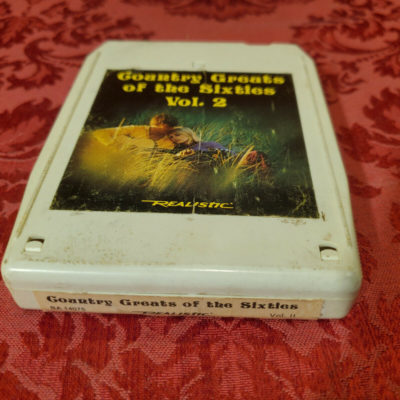 Country Greats
of the Sixties
Vol. 2
REALISTIC
Country Greats of the Sixties
REALISTIC
Vol. II